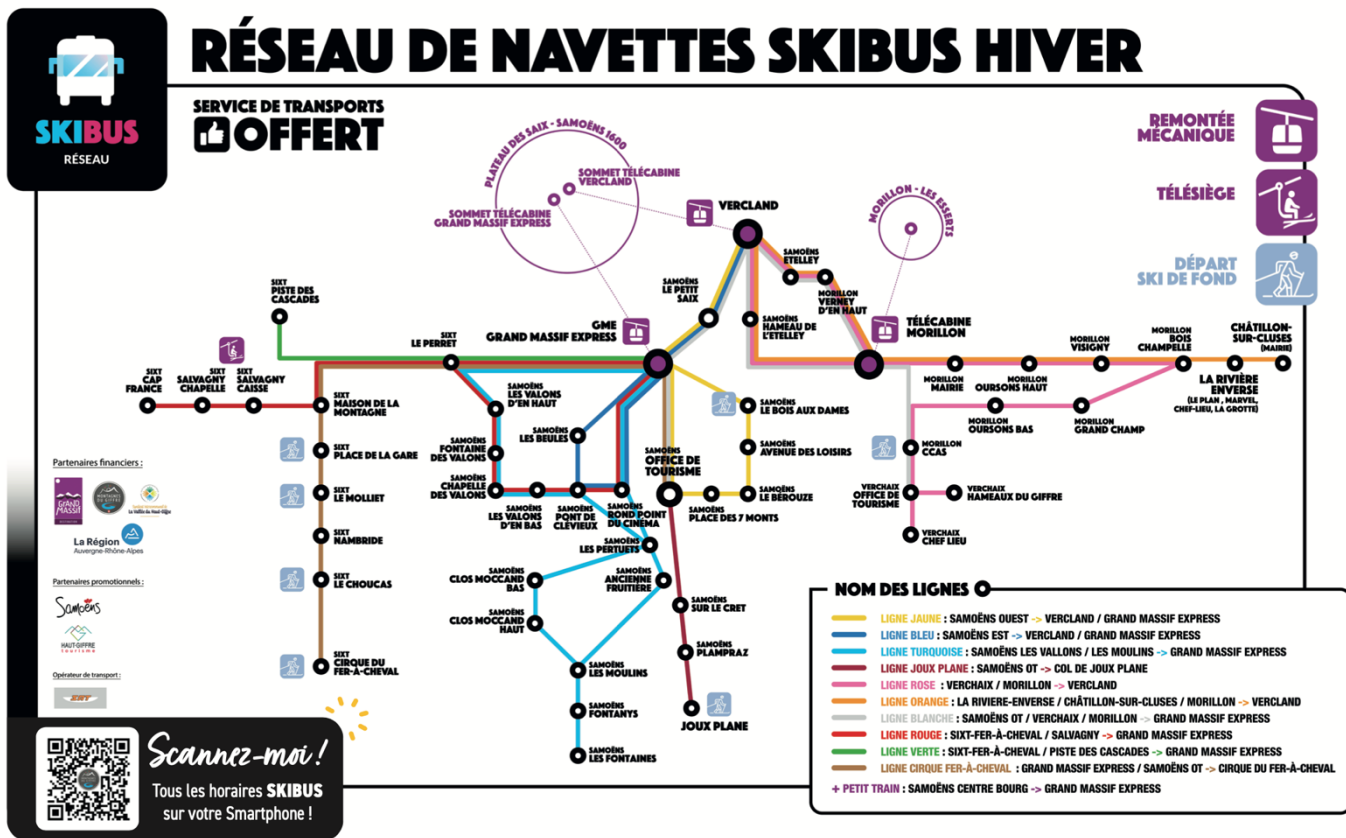 RÉSEAU DE NAVETTES SKIBUS HIVER
SKIBUS
RÉSEAU
SERVICE DE TRANSPORTS
OFFERT
REMONTÉE
MÉCANIQUE
TÉLÉSIÈGE
DÉPART
SKI DE FOND
PLATEAU DES SAIX - SAMOËNS 1600
SOMMET TÉLÉCABINE
VERCLAND
SOMMET TÉLÉCABINE
GRAND MASSIF EXPRESS
VERCLAND
MORILLON - LES ESSERTS
SAMOËNS
ETELLEY
MORILLON
VERNEY
D'EN HAUT
SAMOËNS
LE PETIT
SAIX
SAMOËNS
HAMEAU DE
L'ETELLEY
TÉLÉCABINE
MORILLON
GME
GRAND MASSIF EXPRESS
SIXT
PISTE DES
CASCADES
SIXT
LE PERRET
SIXT
CAP
FRANCE
SIXT
SALVAGNY
CHAPELLE
SIXT
SALVAGNY
CAISSE
SIXT
MAISON DE LA
MONTAGNE
SIXT
PLACE DE LA GARE
SIXT
LE MOLLIET
SIXT
NAMBRIDE
SIXT
LE CHOUCAS
SIXT
CIRQUE DU
FER-À-CHEVAL
SAMOËNS
LES VALONS
D'EN HAUT
SAMOËNS
FONTAINE
DES VALONS
SAMOËNS
CHAPELLE
DES VALONS
SAMOËNS
LES VALONS
D'EN BAS
SAMOËNS
LES BEULES
SAMOËNS
PONT DE
CLÉVIEUX
SAMOËNS
ROND POINT
DU CINÉMA
SAMOËNS
OFFICE DE
TOURISME
SAMOËNS
LE BOIS AUX DAMES
SAMOËNS
AVENUE DES LOISIRS
SAMOËNS
LE BÉROUZE
SAMOËNS
PLACE DES 7 MONTS
SAMOËNS
LES PERTUETS
SAMOËNS
CLOS MOCCAND
BAS
SAMOËNS
CLOS MOCCAND
HAUT
SAMOËNS
ANCIENNE
FRUITIÈRE
SAMOËNS
SUR LE CRET
SAMOËNS
PLAMPRAZ
JOUX PLANE
SAMOËNS
LES MOULINS
SAMOËNS
FONTANYS
SAMOËNS
LES FONTAINES
MORILLON
MAIRIE
MORILLON
OURSONS HAUT
MORILLON
VISIGNY
MORILLON
BOIS
CHAMPELLE
CHÂTILLON-
SUR-CLUSES
(MAIRIE)
LA RIVIÈRE
ENVERSE
(LE PLAN , MARVEL,
CHEF-LIEU, LA GROTTE)
MORILLON
OURSONS BAS
MORILLON
GRAND CHAMP
MORILLON
CCAS
VERCHAIX
OFFICE DE
TOURISME
VERCHAIX
HAMEAUX DU GIFFRE
VERCHAIX
CHEF LIEU
Partenaires financiers :
GRAND
MASSIF
MONTAGNES
DU GIFFRE
La Région
Auvergne-Rhône-Alpes
Partenaires promotionnels :
Samoëns
HAUT-GIFFRE
tourisme
Opérateur de transport :
SAT
Scannez-moi !
Tous les horaires SKIBUS
sur votre Smartphone !
NOM DES LIGNES
LIGNE JAUNE : SAMOËNS OUEST -> VERCLAND / GRAND MASSIF EXPRESS
LIGNE BLEU : SAMOËNS EST -> VERCLAND / GRAND MASSIF EXPRESS
LIGNE TURQUOISE : SAMOËNS LES VALLONS / LES MOULINS -> GRAND MASSIF EXPRESS
LIGNE JOUX PLANE : SAMOËNS OT -> COL DE JOUX PLANE
LIGNE ROSE : VERCHAIX / MORILLON -> VERCLAND
LIGNE ORANGE : LA RIVIERE-ENVERSE / CHÂTILLON-SUR-CLUSES / MORILLON -> VERCLAND
LIGNE BLANCHE : SAMOËNS OT / VERCHAIX / MORILLON -> GRAND MASSIF EXPRESS
LIGNE ROUGE : SIXT-FER-À-CHEVAL / SALVAGNY -> GRAND MASSIF EXPRESS
LIGNE VERTE : SIXT-FER-À-CHEVAL / PISTE DES CASCADES -> GRAND MASSIF EXPRESS
LIGNE CIRQUE FER-À-CHEVAL : GRAND MASSIF EXPRESS / SAMOËNS OT -> CIRQUE DU FER-À-CHEVAL
+ PETIT TRAIN : SAMOËNS CENTRE BOURG -> GRAND MASSIF EXPRESS